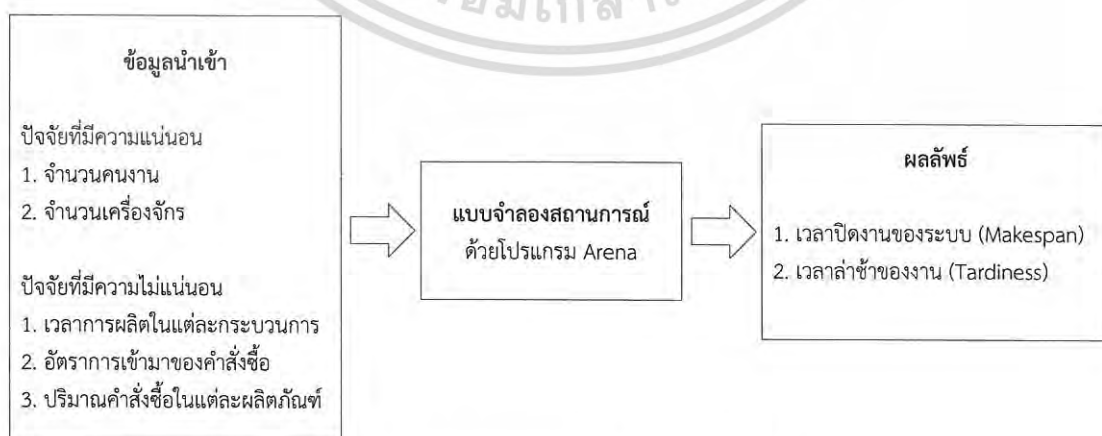 ข้อมูลนำเข้า
ปัจจัยที่มีความแน่นอน
1. จำนวนคนงาน
2. จำนวนเครื่องจักร
ปัจจัยที่มีความไม่แน่นอน
1. เวลาการผลิตในแต่ละกระบวนการ
2. อัตราการเข้ามาของคำสั่งซื้อ
3. ปริมาณคำสั่งซื้อในแต่ละผลิตภัณฑ์
แบบจำลองสถานการณ์
ด้วยโปรแกรม Arena
ผลลัพธ์
1. เวลาปิดงานของระบบ (Makespan)
2. เวลาล่าช้าของงาน (Tardiness)